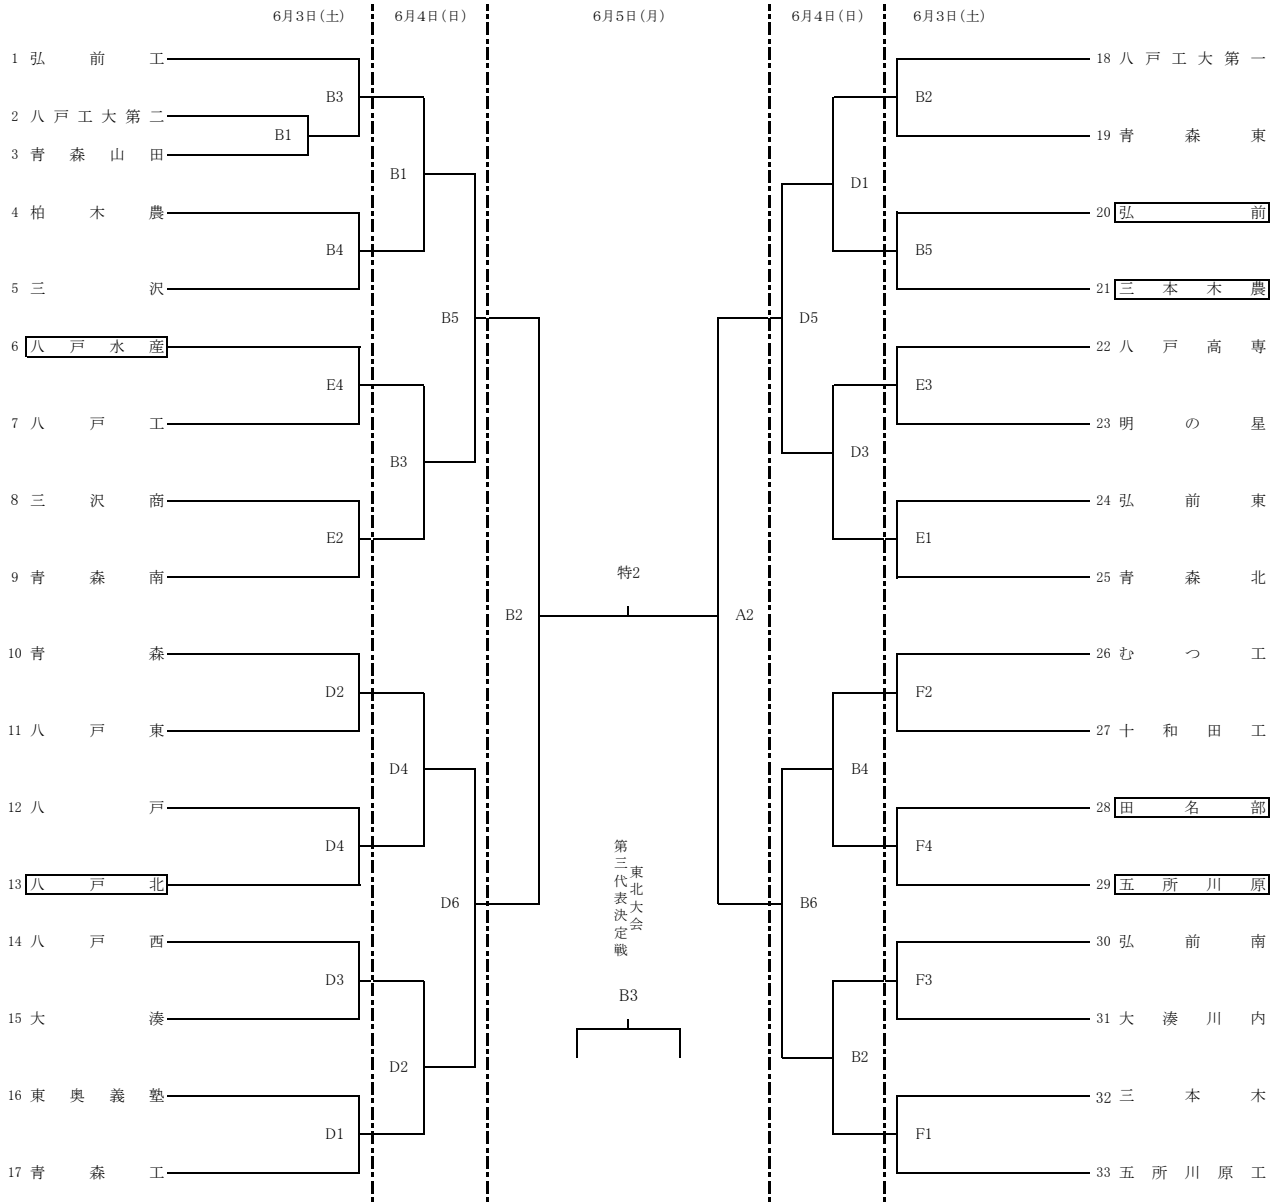 6月3日(土) 6月4日(日) 6月5日(月) 6月4日(日) 6月3日(土)
1 弘前工
B3
2 八戸工大第二
B1
3 青森山田
B1
4 柏木農
B4
5 三沢
B5
6 八戸水産
E4
7 八戸工
B3
8 三沢商
E2
9 青森南
B2
10 青森
D2
11 八戸東
D4
12 八戸
D4
13 八戸北
D6
14 八戸西
D3
15 大湊
D2
16 東奥義塾
D1
17 青森工
特2
東北大会
第三代表決定戦
B3
18 八戸工大第一
B2
19 青森東
D1
20 弘前
B5
21 三本木農
D5
22 八戸高専
E3
23 明の星
D3
24 弘前東
E1
25 青森北
A2
26 むつ工
F2
27 十和田工
B4
28 田名部
F4
29 五所川原
B6
30 弘前南
F3
31 大湊川内
B2
32 三本木
F1
33 五所川原工